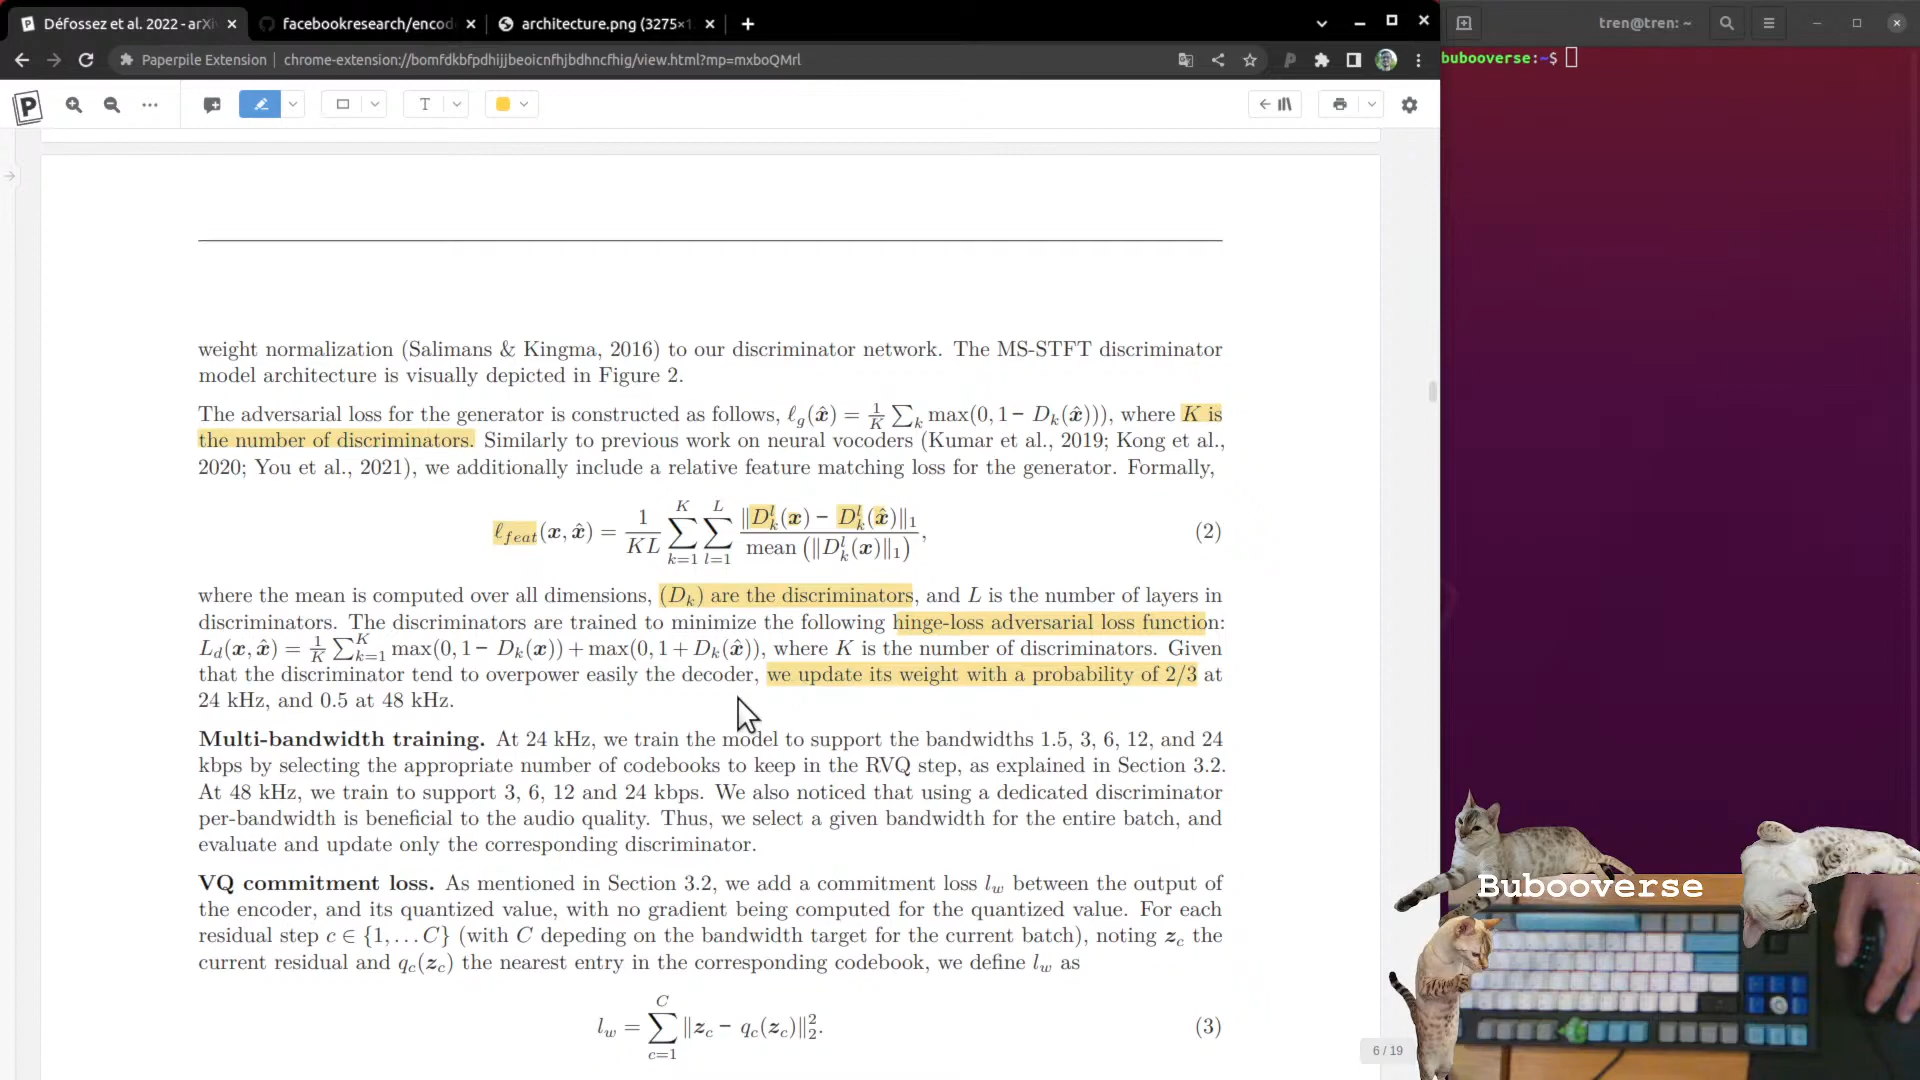 Défossez et al. 2022 - arXiv
facebookresearch/encod
architecture.png (3275×1
tren@tren: ~
Paperpile Extension | chrome-extension://bomfdkbfpdhijjbeoicnfhjbdhncfhig/view.html?mp=mxboQMrl
bubooverse:~$
P
T
weight normalization (Salimans & Kingma, 2016) to our discriminator network. The MS-STFT discriminator
model architecture is visually depicted in Figure 2.
The adversarial loss for the generator is constructed as follows, ℓ_g(x̂) = 1/K ∑_k max(0, 1 − D_k(x̂))), where K is
the number of discriminators. Similarly to previous work on neural vocoders (Kumar et al., 2019; Kong et al.,
2020; You et al., 2021), we additionally include a relative feature matching loss for the generator. Formally,
ℓ_feat(x, x̂) = 1/KL ∑_{k=1}^{K} ∑_{l=1}^{L} ‖D_k^l(x) − D_k^l(x̂)‖_1 / mean (‖D_k^l(x)‖_1), (2)
where the mean is computed over all dimensions, (D_k) are the discriminators, and L is the number of layers in
discriminators. The discriminators are trained to minimize the following hinge-loss adversarial loss function:
L_d(x, x̂) = 1/K ∑_{k=1}^{K} max(0, 1 − D_k(x)) + max(0, 1 + D_k(x̂)), where K is the number of discriminators. Given
that the discriminator tend to overpower easily the decoder, we update its weight with a probability of 2/3 at
24 kHz, and 0.5 at 48 kHz.
Multi-bandwidth training. At 24 kHz, we train the model to support the bandwidths 1.5, 3, 6, 12, and 24
kbps by selecting the appropriate number of codebooks to keep in the RVQ step, as explained in Section 3.2.
At 48 kHz, we train to support 3, 6, 12 and 24 kbps. We also noticed that using a dedicated discriminator
per-bandwidth is beneficial to the audio quality. Thus, we select a given bandwidth for the entire batch, and
evaluate and update only the corresponding discriminator.
VQ commitment loss. As mentioned in Section 3.2, we add a commitment loss l_w between the output of
the encoder, and its quantized value, with no gradient being computed for the quantized value. For each
residual step c ∈ {1, . . . C} (with C depeding on the bandwidth target for the current batch), noting z_c the
current residual and q_c(z_c) the nearest entry in the corresponding codebook, we define l_w as
l_w = ∑_{c=1}^{C} ‖z_c − q_c(z_c)‖_2^2. (3)
6 / 19
Bubooverse